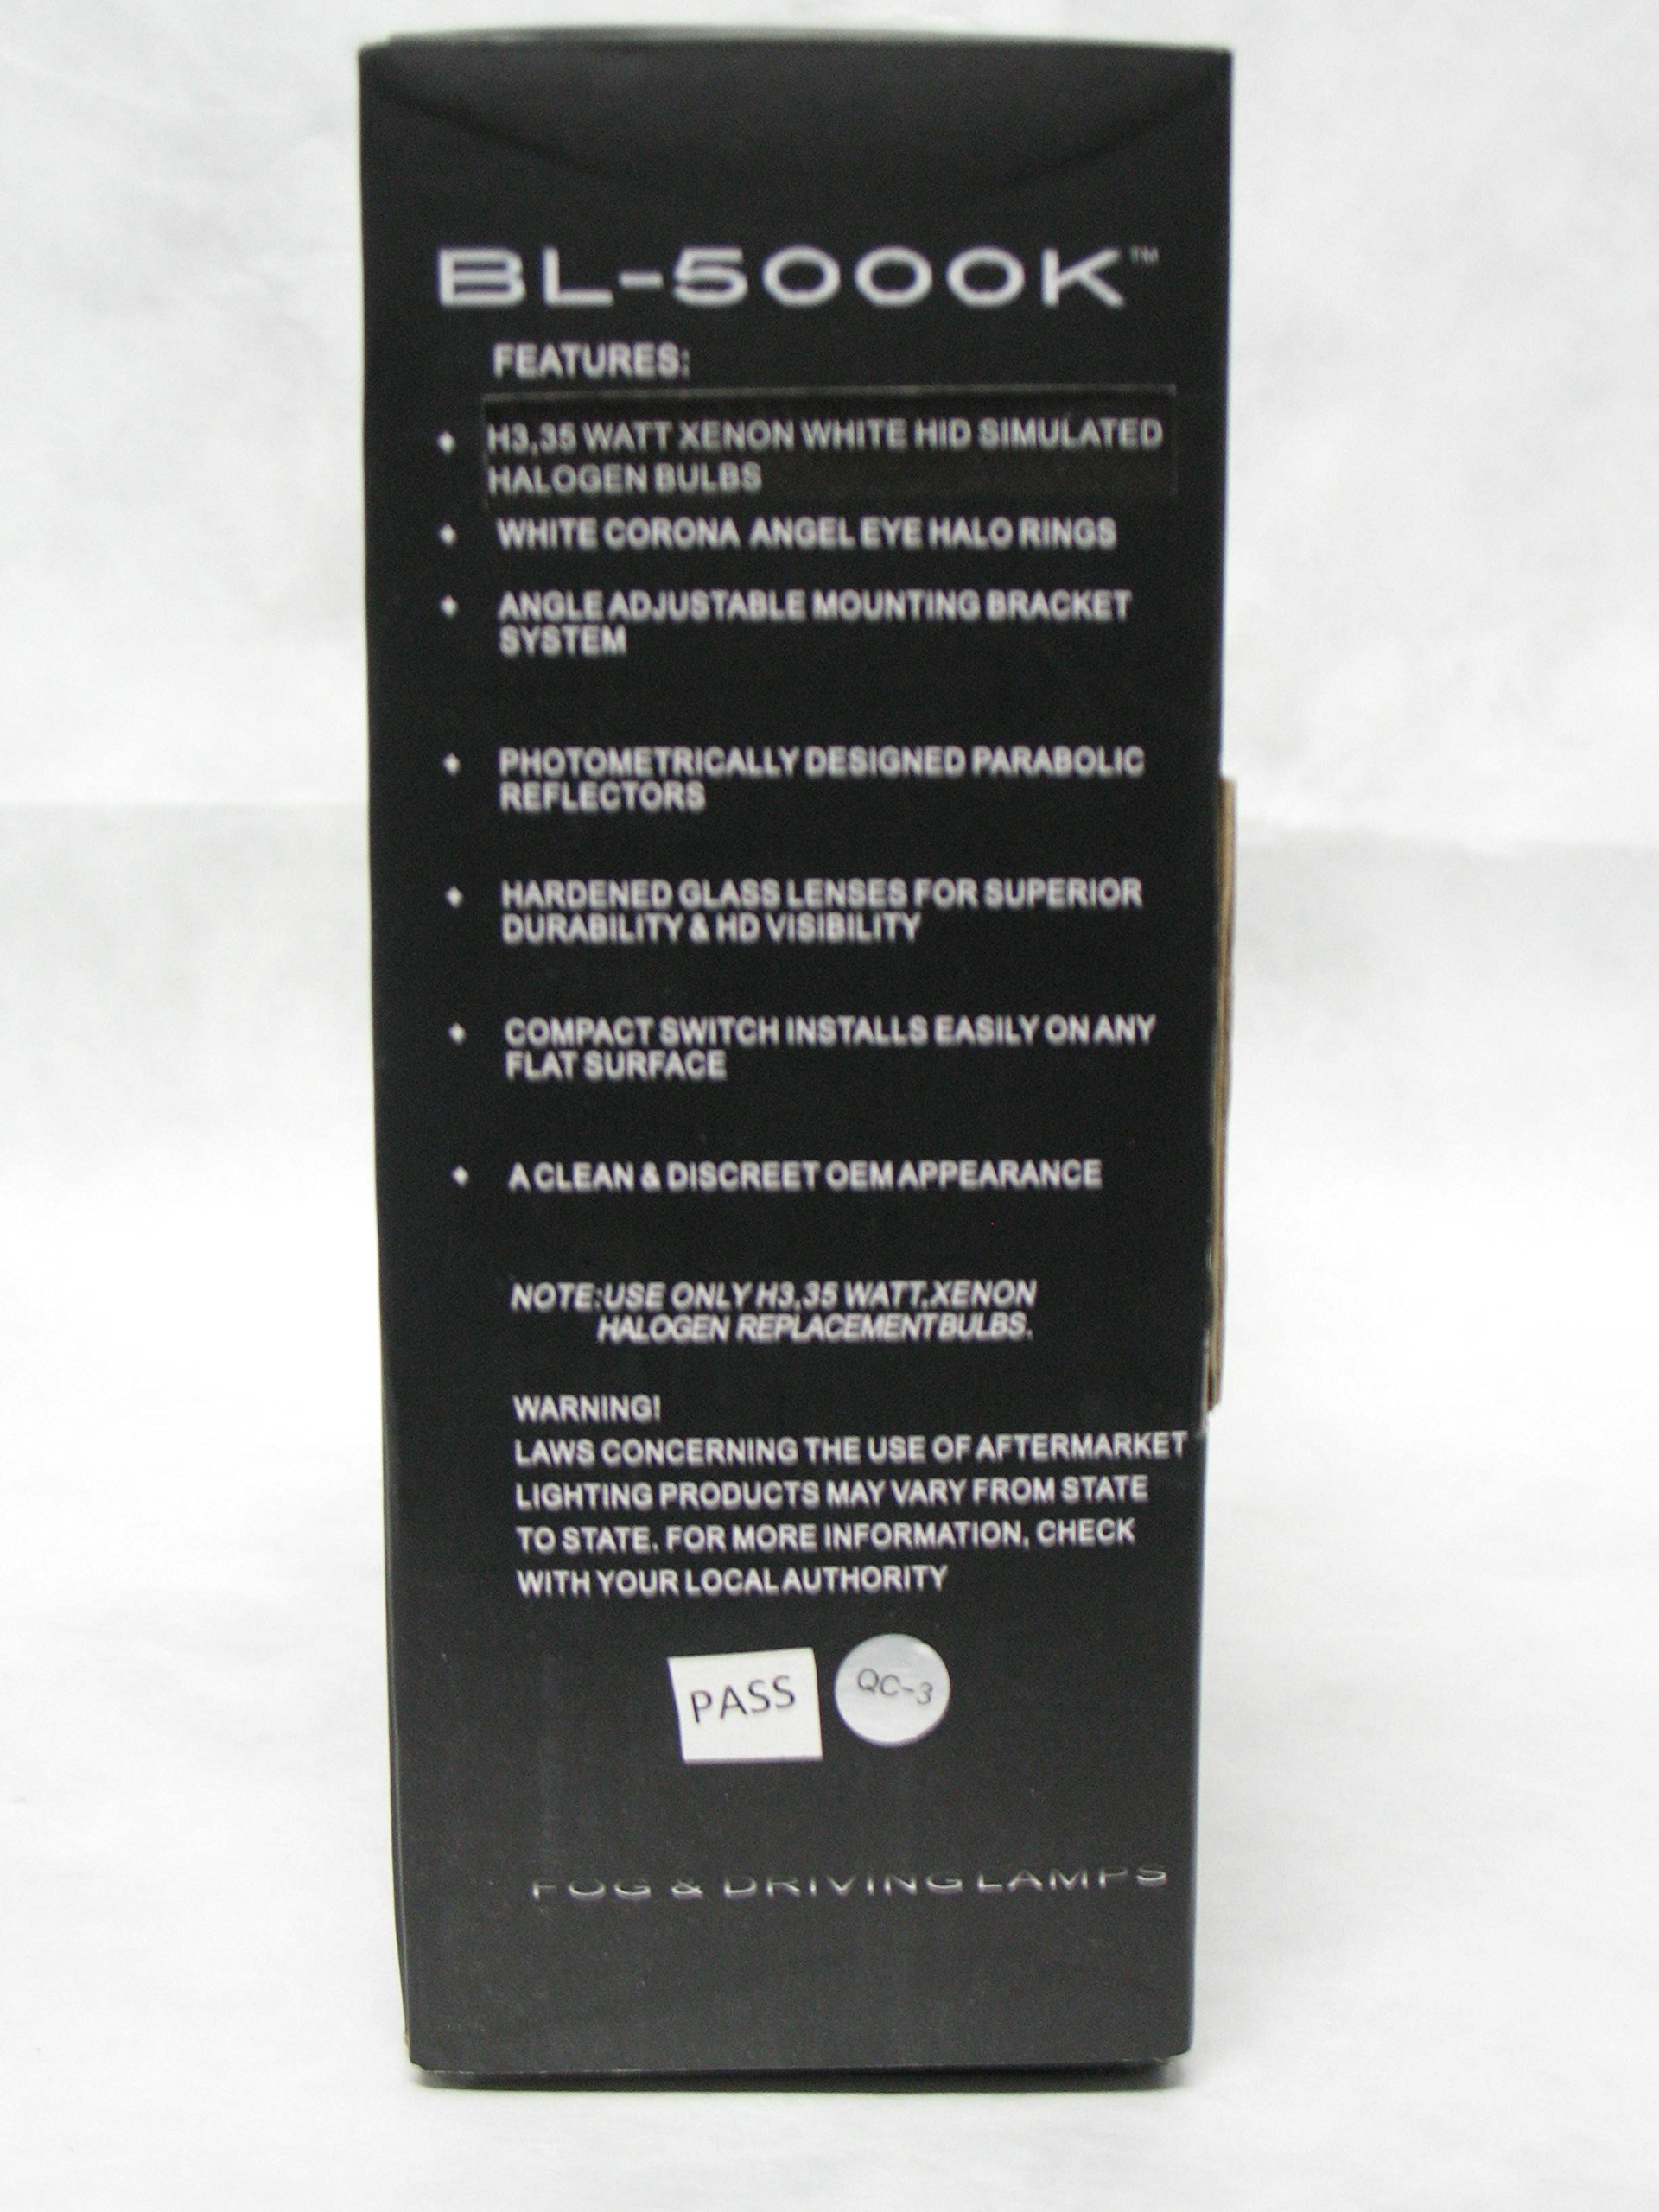 BL-5000K™
FEATURES:
H3,35 WATT XENON WHITE HID SIMULATED
HALOGEN BULBS
WHITE CORONA ANGEL EYE HALO RINGS
ANGLE ADJUSTABLE MOUNTING BRACKET
SYSTEM
PHOTOMETRICALLY DESIGNED PARABOLIC
REFLECTORS
HARDENED GLASS LENSES FOR SUPERIOR
DURABILITY & HD VISIBILITY
COMPACT SWITCH INSTALLS EASILY ON ANY
FLAT SURFACE
A CLEAN & DISCREET OEM APPEARANCE
NOTE:USE ONLY H3,35 WATT,XENON
HALOGEN REPLACEMENT BULBS.
WARNING!
LAWS CONCERNING THE USE OF AFTERMARKET
LIGHTING PRODUCTS MAY VARY FROM STATE
TO STATE. FOR MORE INFORMATION, CHECK
WITH YOUR LOCAL AUTHORITY
PASS QC-3
FOG & DRIVING LAMPS